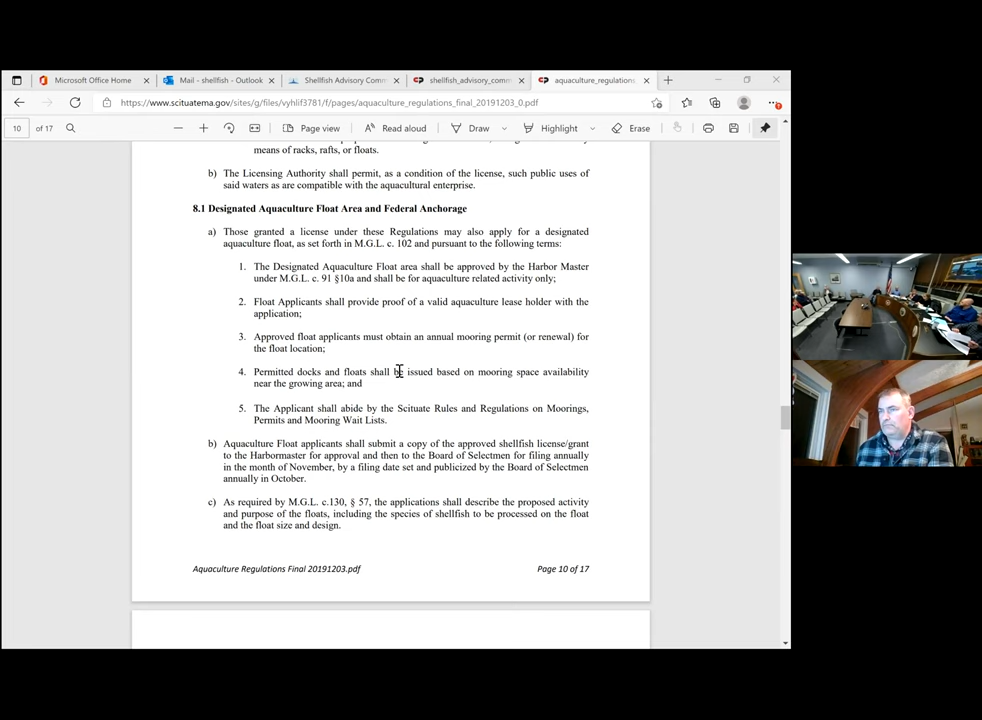 Microsoft Office Home
Mail - shellfish - Outlook
Shellfish Advisory Comm
shellfish_advisory_comm
aquaculture_regulations
https://www.scituatema.gov/sites/g/files/vyhlif3781/f/pages/aquaculture_regulations_final_20191203_0.pdf
10 of 17
Page view
Read aloud
Draw
Highlight
Erase
means of racks, rafts, or floats.
b) The Licensing Authority shall permit, as a condition of the license, such public uses of
said waters as are compatible with the aquacultural enterprise.
8.1 Designated Aquaculture Float Area and Federal Anchorage
a) Those granted a license under these Regulations may also apply for a designated
aquaculture float, as set forth in M.G.L. c. 102 and pursuant to the following terms:
1. The Designated Aquaculture Float area shall be approved by the Harbor Master
under M.G.L. c. 91 §10a and shall be for aquaculture related activity only;
2. Float Applicants shall provide proof of a valid aquaculture lease holder with the
application;
3. Approved float applicants must obtain an annual mooring permit (or renewal) for
the float location;
4. Permitted docks and floats shall be issued based on mooring space availability
near the growing area; and
5. The Applicant shall abide by the Scituate Rules and Regulations on Moorings,
Permits and Mooring Wait Lists.
b) Aquaculture Float applicants shall submit a copy of the approved shellfish license/grant
to the Harbormaster for approval and then to the Board of Selectmen for filing annually
in the month of November, by a filing date set and publicized by the Board of Selectmen
annually in October.
c) As required by M.G.L. c.130, § 57, the applications shall describe the proposed activity
and purpose of the floats, including the species of shellfish to be processed on the float
and the float size and design.
Aquaculture Regulations Final 20191203.pdf
Page 10 of 17